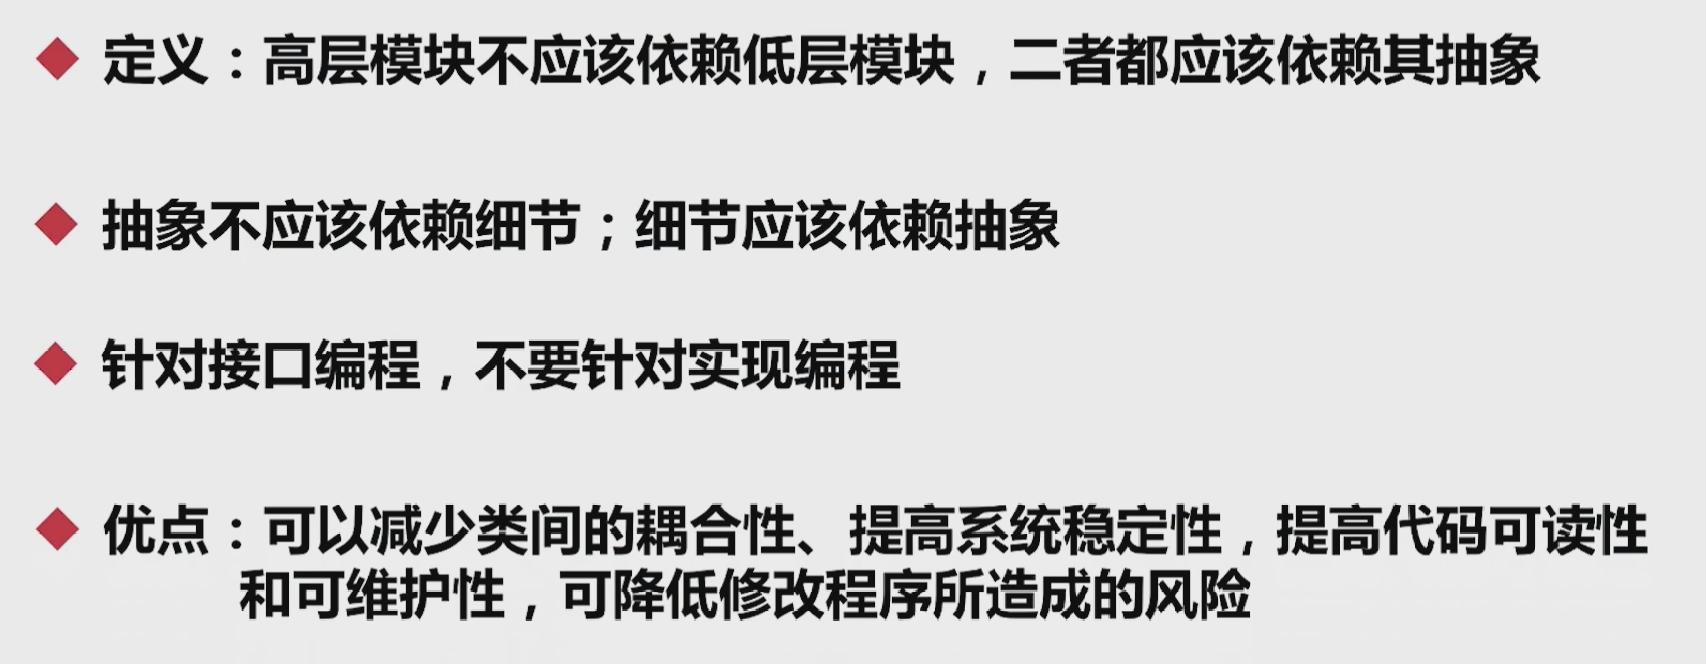 定义：高层模块不应该依赖低层模块，二者都应该依赖其抽象
抽象不应该依赖细节；细节应该依赖抽象
针对接口编程，不要针对实现编程
优点：可以减少类间的耦合性、提高系统稳定性，提高代码可读性
和可维护性，可降低修改程序所造成的风险